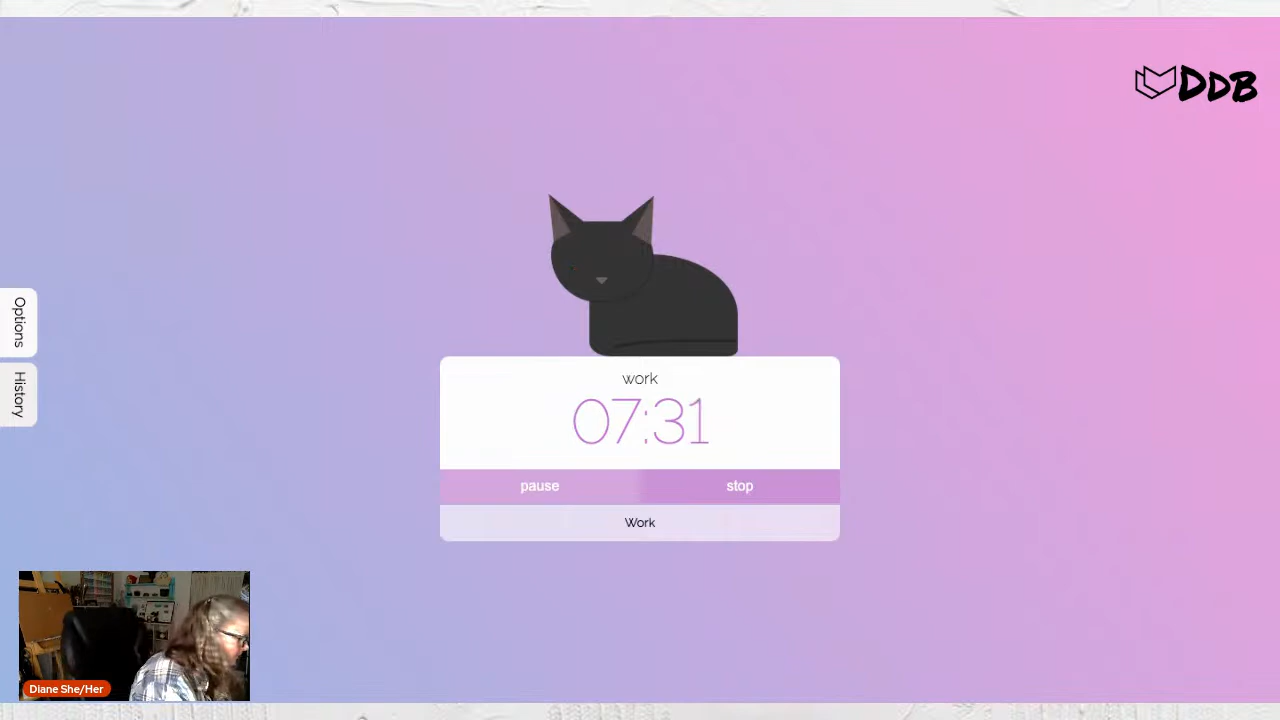 DDB
Options
History
work
07:31
pause
stop
Work
Diane She/Her